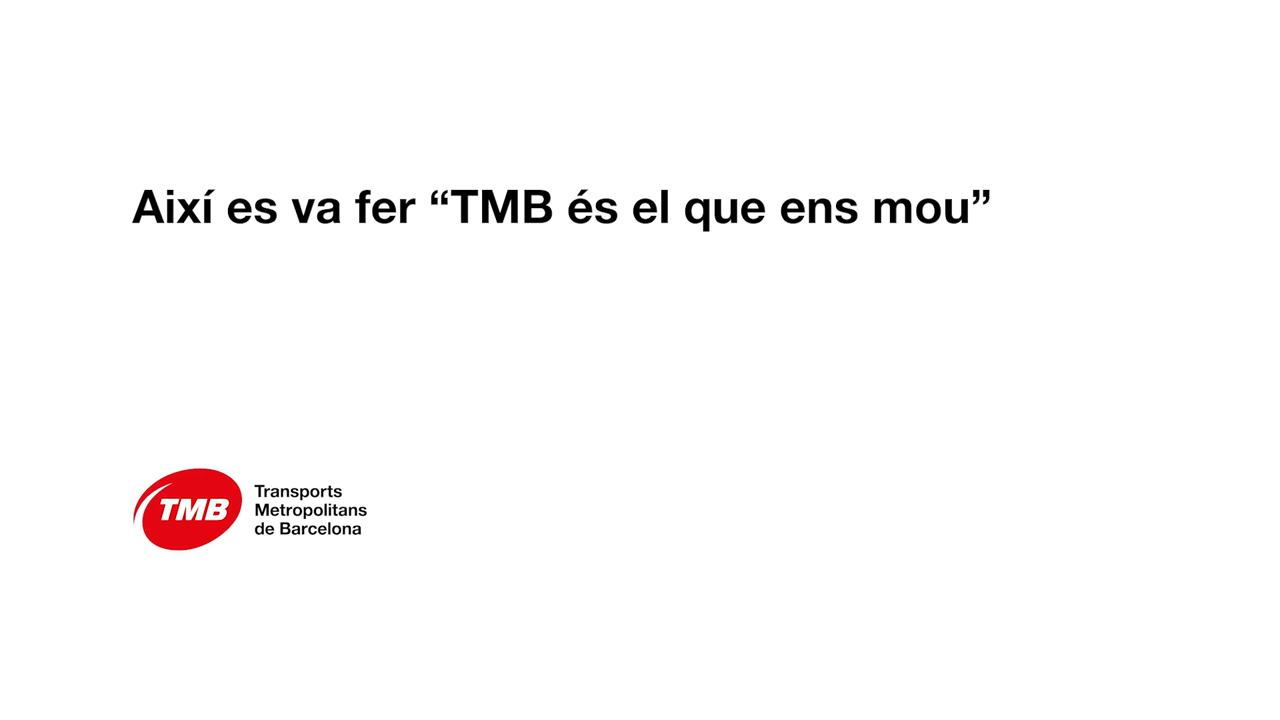 Així es va fer “TMB és el que ens mou”
TMB
Transports
Metropolitans
de Barcelona